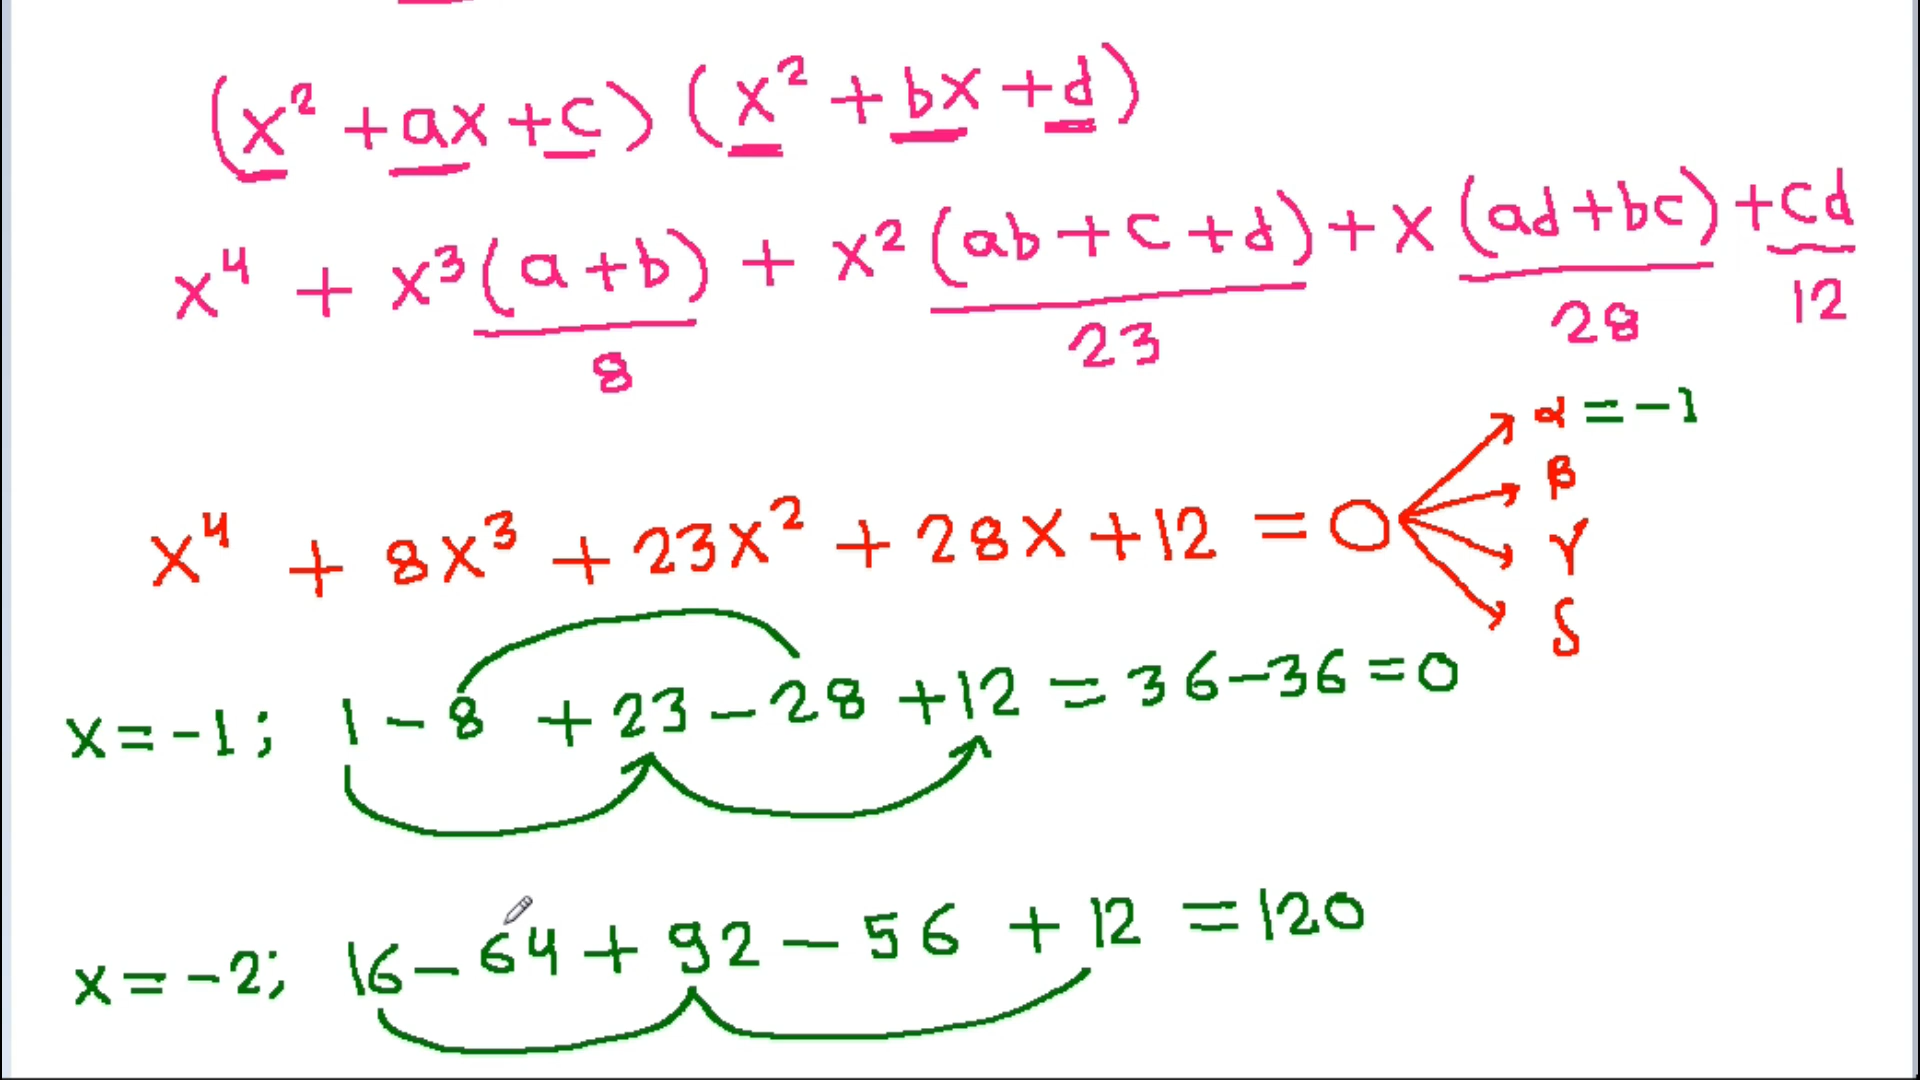 (x² + ax + c) (x² + bx + d)
x⁴ + x³(a + b) + x²(ab + c + d) + x(ad + bc) + cd
8 23 28 12
x⁴ + 8x³ + 23x² + 28x + 12 = 0
α = -1
β
γ
δ
x = -1; 1 - 8 + 23 - 28 + 12 = 36 - 36 = 0
x = -2; 16 - 64 + 92 - 56 + 12 = 120